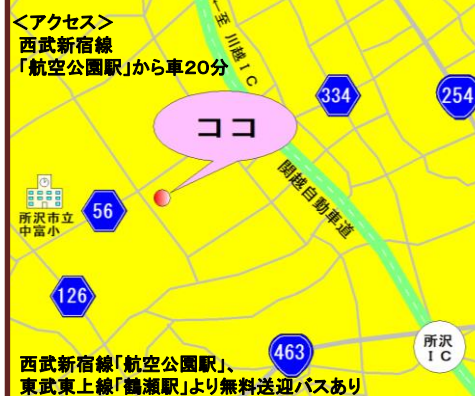 ＜アクセス＞
西武新宿線
「航空公園駅」から車２０分
←至 川越ＩＣ
334
254
ココ
関越自動車道
所沢市立
中富小
56
126
463
所沢
ＩＣ
西武新宿線「航空公園駅」、
東武東上線「鶴瀬駅」より無料送迎バスあり